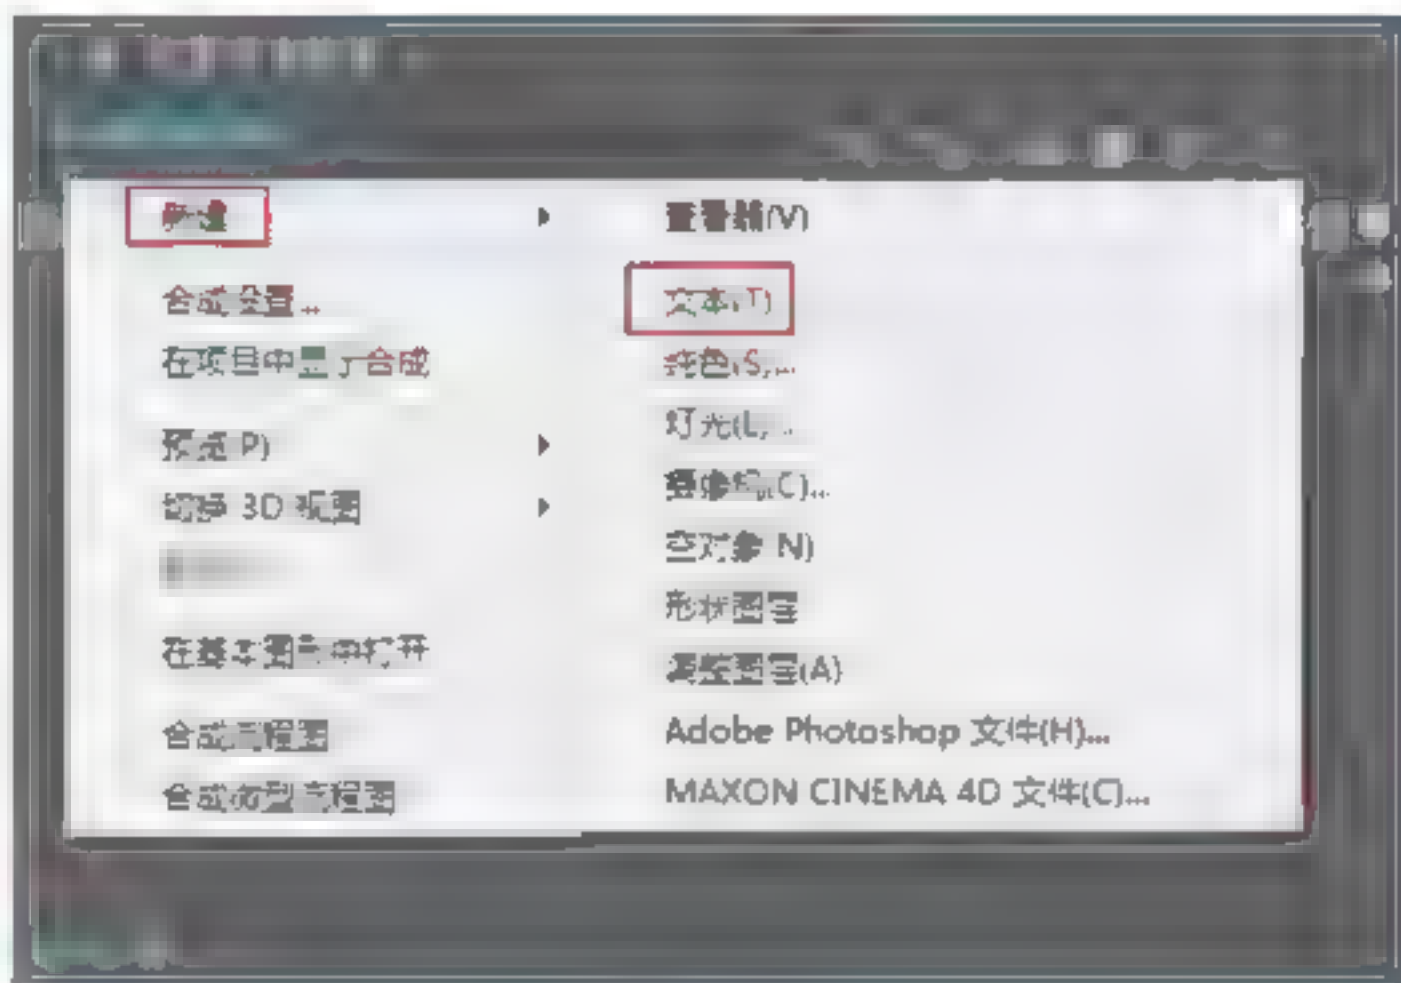 新建
合成设置...
在项目中显示合成
预览(P)
切换 3D 视图
在基本图形中打开
合成流程图
合成微型流程图
查看器(V)
文本(T)
纯色(S)...
灯光(L)...
摄像机(C)...
空对象(N)
形状图层
调整图层(A)
Adobe Photoshop 文件(H)...
MAXON CINEMA 4D 文件(C)...